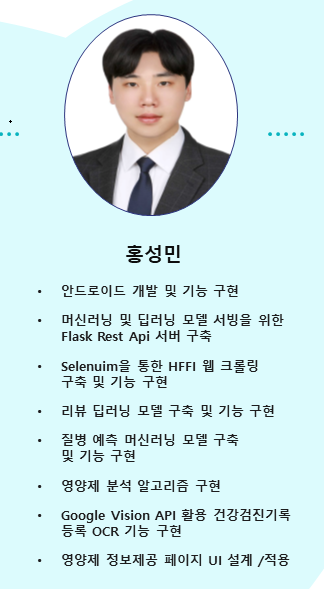 홍성민
• 안드로이드 개발 및 기능 구현
• 머신러닝 및 딥러닝 모델 서빙을 위한
Flask Rest Api 서버 구축
• Selenuim을 통한 HFFI 웹 크롤링
구축 및 기능 구현
• 리뷰 딥러닝 모델 구축 및 기능 구현
• 질병 예측 머신러닝 모델 구축
및 기능 구현
• 영양제 분석 알고리즘 구현
• Google Vision API 활용 건강검진기록
등록 OCR 기능 구현
• 영양제 정보제공 페이지 UI 설계 /적용